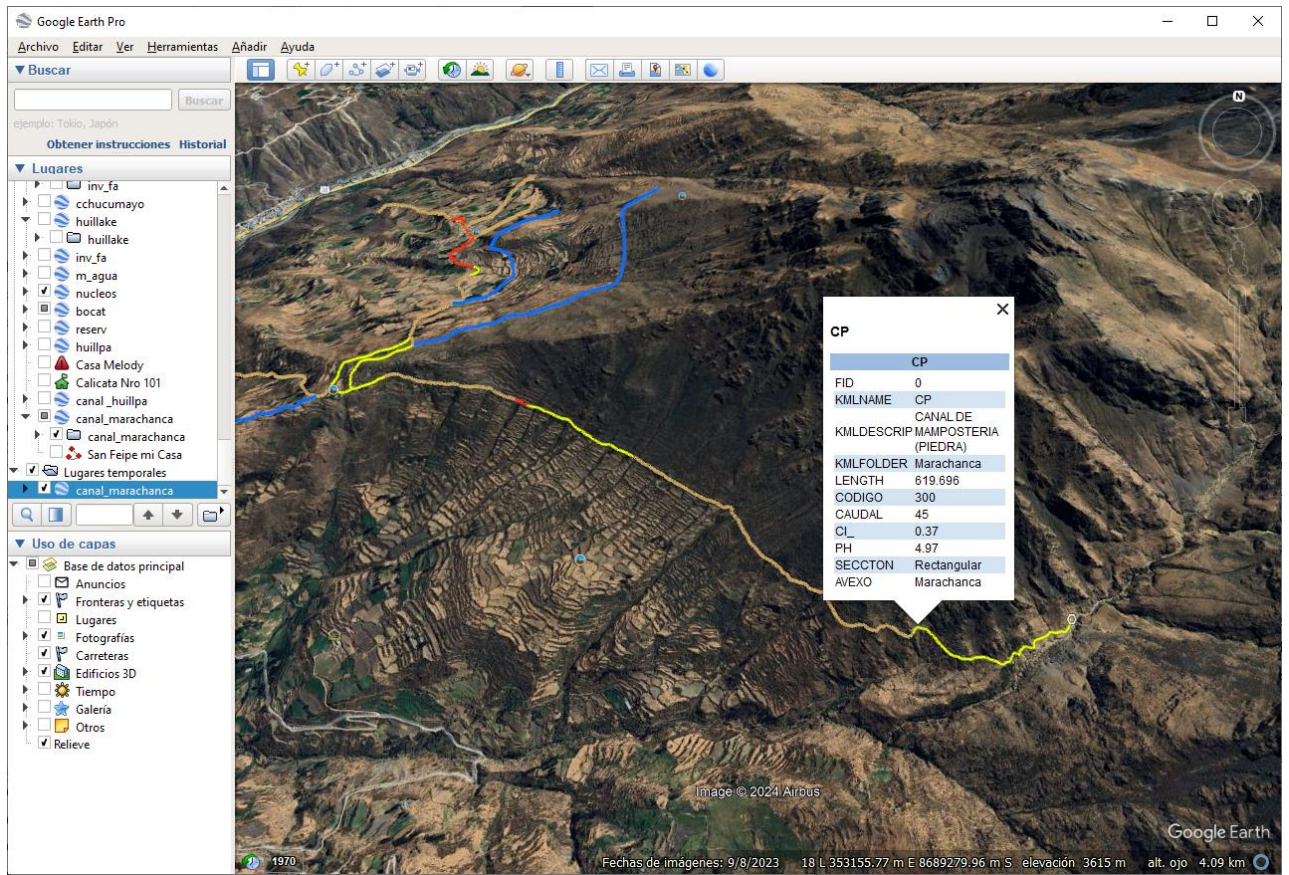 Google Earth Pro
Archivo Editar Ver Herramientas Añadir Ayuda
Buscar
Buscar
ejemplo: Tokio, Japón
Obtener instrucciones Historial
Lugares
inv_fa
cchucumayo
huillake
huillake
inv_fa
m_agua
nucleos
bocat
reserv
huillpa
Casa Melody
Calicata Nro 101
canal_huillpa
canal_marachanca
canal_marachanca
San Feipe mi Casa
Lugares temporales
canal_marachanca
Uso de capas
Base de datos principal
Anuncios
Fronteras y etiquetas
Lugares
Fotografías
Carreteras
Edificios 3D
Tiempo
Galería
Otros
Relieve
N
CP
CP
FID 0
KMLNAME CP
KMLDESCRIP CANAL DE MAMPOSTERIA (PIEDRA)
KMLFOLDER Marachanca
LENGTH 619.696
CODIGO 300
CAUDAL 45
CI_ 0.37
PH 4.97
SECCTON Rectangular
AVEXO Marachanca
Image © 2024 Airbus
Google Earth
1970
Fechas de imágenes: 9/8/2023 18 L 353155.77 m E 8689279.96 m S elevación 3615 m alt. ojo 4.09 km